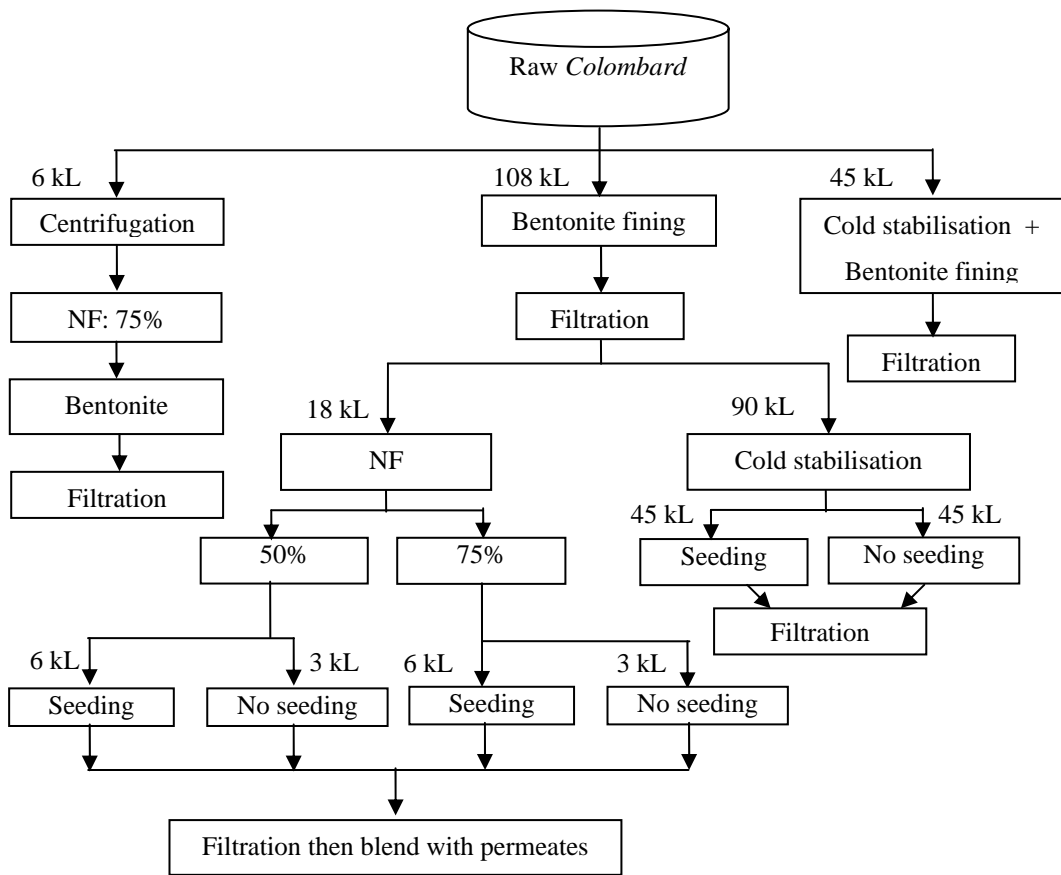 Raw Colombard
6 kL
108 kL
45 kL
Centrifugation
Bentonite fining
Cold stabilisation +
Bentonite fining
NF: 75%
Filtration
Filtration
Bentonite
18 kL
90 kL
NF
Cold stabilisation
Filtration
45 kL
45 kL
50%
75%
Seeding
No seeding
Filtration
6 kL
3 kL
6 kL
3 kL
Seeding
No seeding
Seeding
No seeding
Filtration then blend with permeates